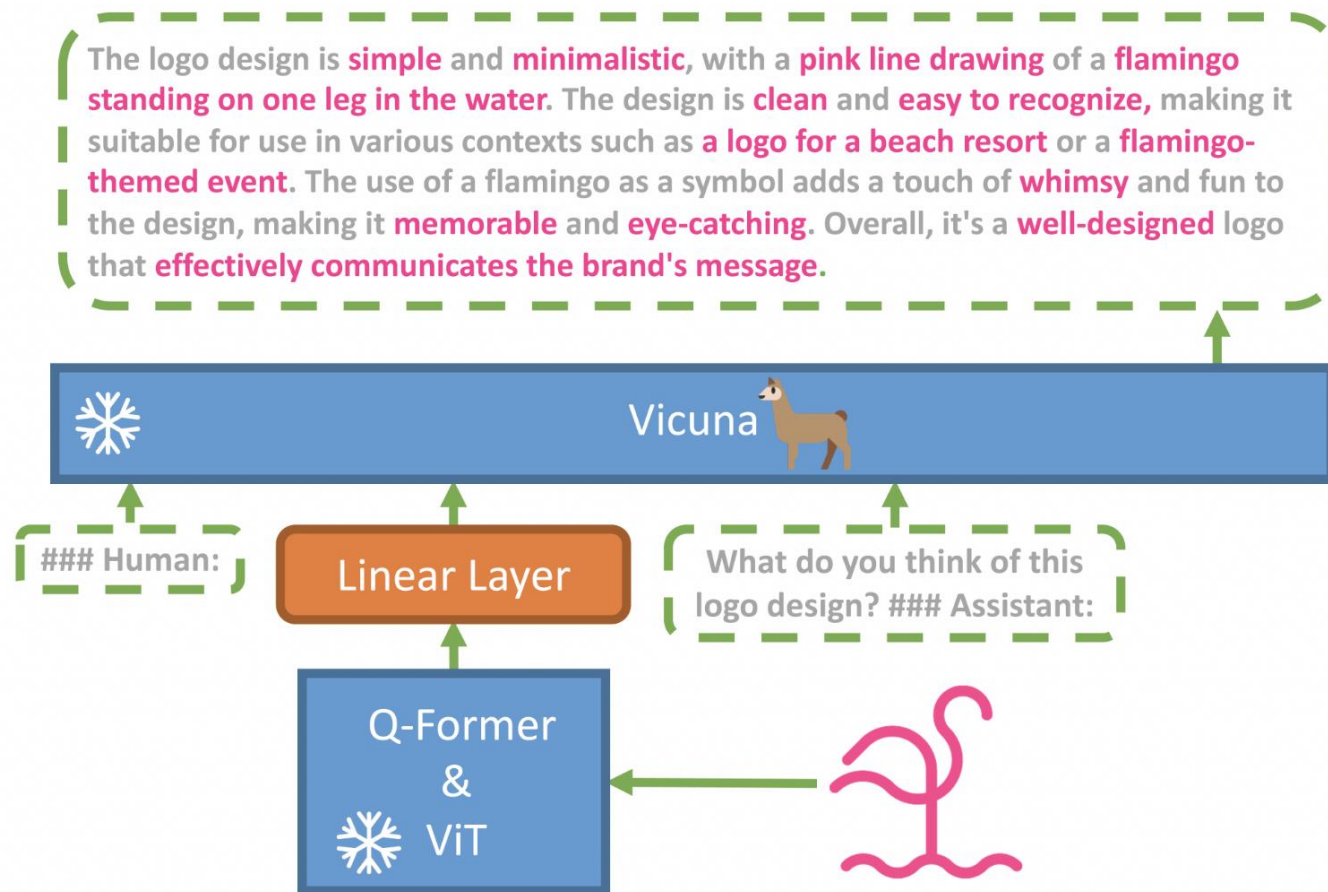 The logo design is simple and minimalistic, with a pink line drawing of a flamingo
standing on one leg in the water. The design is clean and easy to recognize, making it
suitable for use in various contexts such as a logo for a beach resort or a flamingo-
themed event. The use of a flamingo as a symbol adds a touch of whimsy and fun to
the design, making it memorable and eye-catching. Overall, it's a well-designed logo
that effectively communicates the brand's message.
Vicuna
### Human:
Linear Layer
What do you think of this
logo design? ### Assistant:
Q-Former
&
ViT